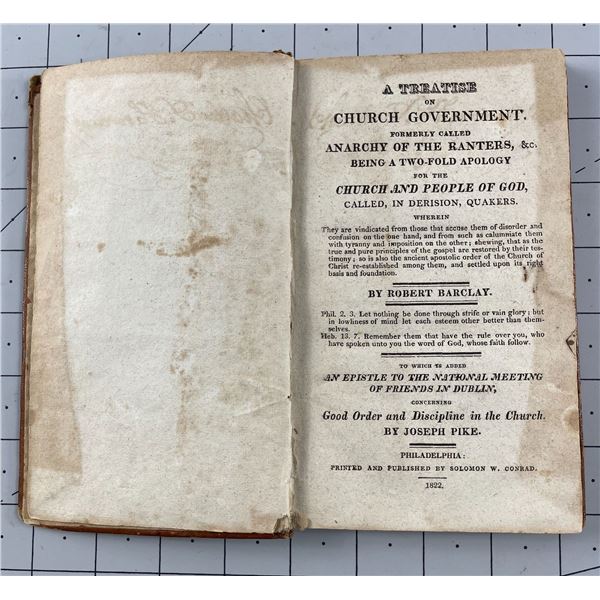 A TREATISE
ON
CHURCH GOVERNMENT.
FORMERLY CALLED
ANARCHY OF THE RANTERS, &c.
BEING A TWO-FOLD APOLOGY
FOR THE
CHURCH AND PEOPLE OF GOD,
CALLED, IN DERISION, QUAKERS.
WHEREIN
They are vindicated from those that accuse them of disorder and
confusion on the one hand, and from such as calumniate them
with tyranny and imposition on the other; shewing, that as the
true and pure principles of the gospel are restored by their tes-
timony; so is also the ancient apostolic order of the Church of
Christ re-established among them, and settled upon its right
basis and foundation.
BY ROBERT BARCLAY.
Phil. 2. 3. Let nothing be done through strife or vain glory; but
in lowliness of mind let each esteem other better than them-
selves.
Heb. 13. 7. Remember them that have the rule over you, who
have spoken unto you the word of God, whose faith follow.
TO WHICH IS ADDED
AN EPISTLE TO THE NATIONAL MEETING
OF FRIENDS IN DUBLIN,
CONCERNING
Good Order and Discipline in the Church.
BY JOSEPH PIKE.
PHILADELPHIA:
PRINTED AND PUBLISHED BY SOLOMON W. CONRAD.
1822.